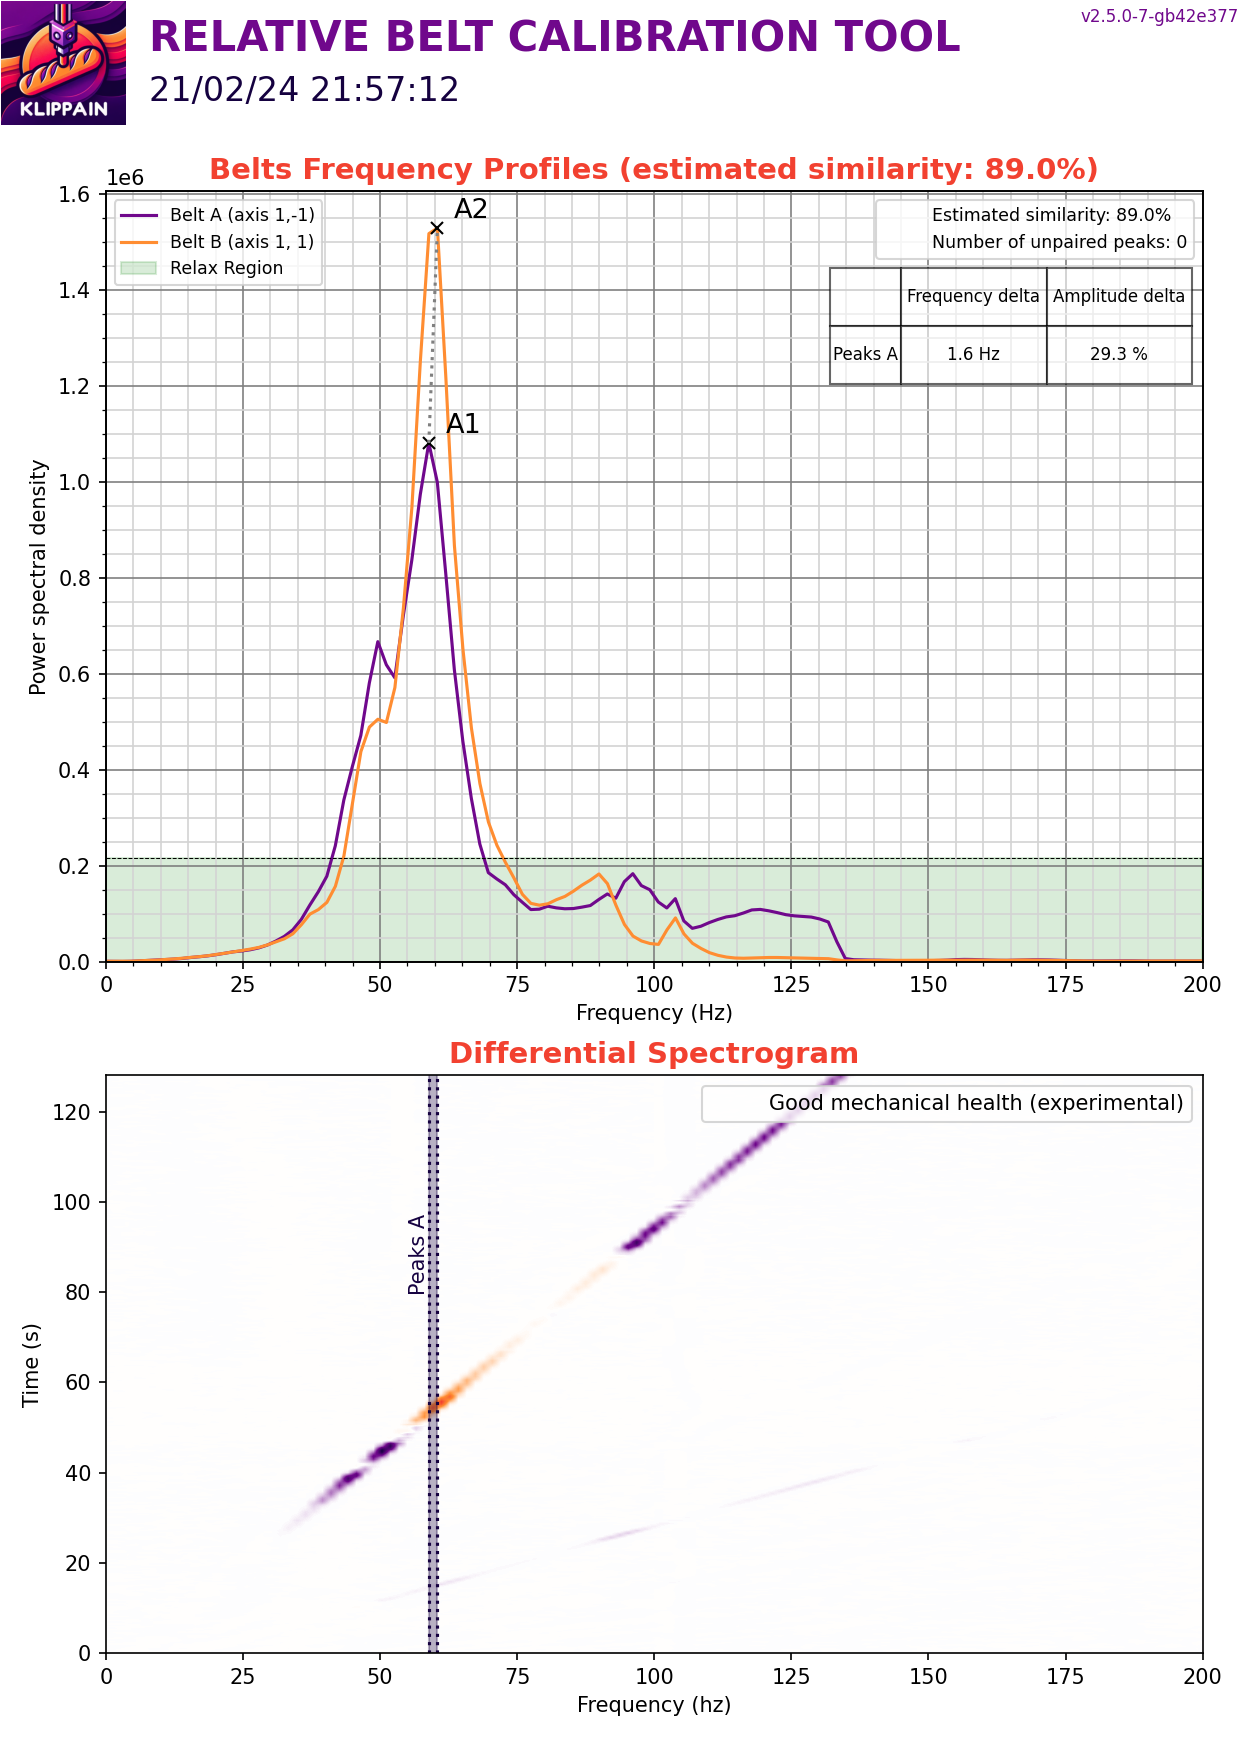 KLIPPAIN
RELATIVE BELT CALIBRATION TOOL
21/02/24 21:57:12
v2.5.0-7-gb42e377
Belts Frequency Profiles (estimated similarity: 89.0%)
1e6
Belt A (axis 1,-1)
Belt B (axis 1, 1)
Relax Region
A2
A1
Estimated similarity: 89.0%
Number of unpaired peaks: 0
Frequency delta Amplitude delta
Peaks A 1.6 Hz 29.3 %
Power spectral density
1.6
1.4
1.2
1.0
0.8
0.6
0.4
0.2
0.0
0 25 50 75 100 125 150 175 200
Frequency (Hz)
Differential Spectrogram
Good mechanical health (experimental)
Peaks A
Time (s)
120
100
80
60
40
20
0
0 25 50 75 100 125 150 175 200
Frequency (hz)